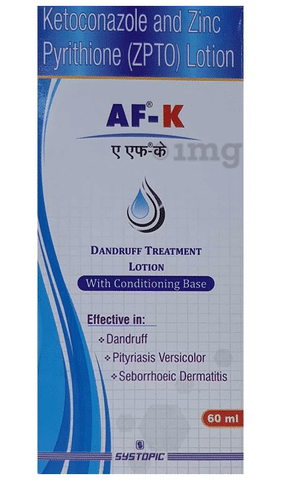 Ketoconazole and Zinc
Pyrithione (ZPTO) Lotion
AF®-K
ए एफ®-के
1mg
DANDRUFF TREATMENT
LOTION
With Conditioning Base
Effective in:
❖ Dandruff
❖ Pityriasis Versicolor
❖ Seborrhoeic Dermatitis
60 ml
SYSTOPIC